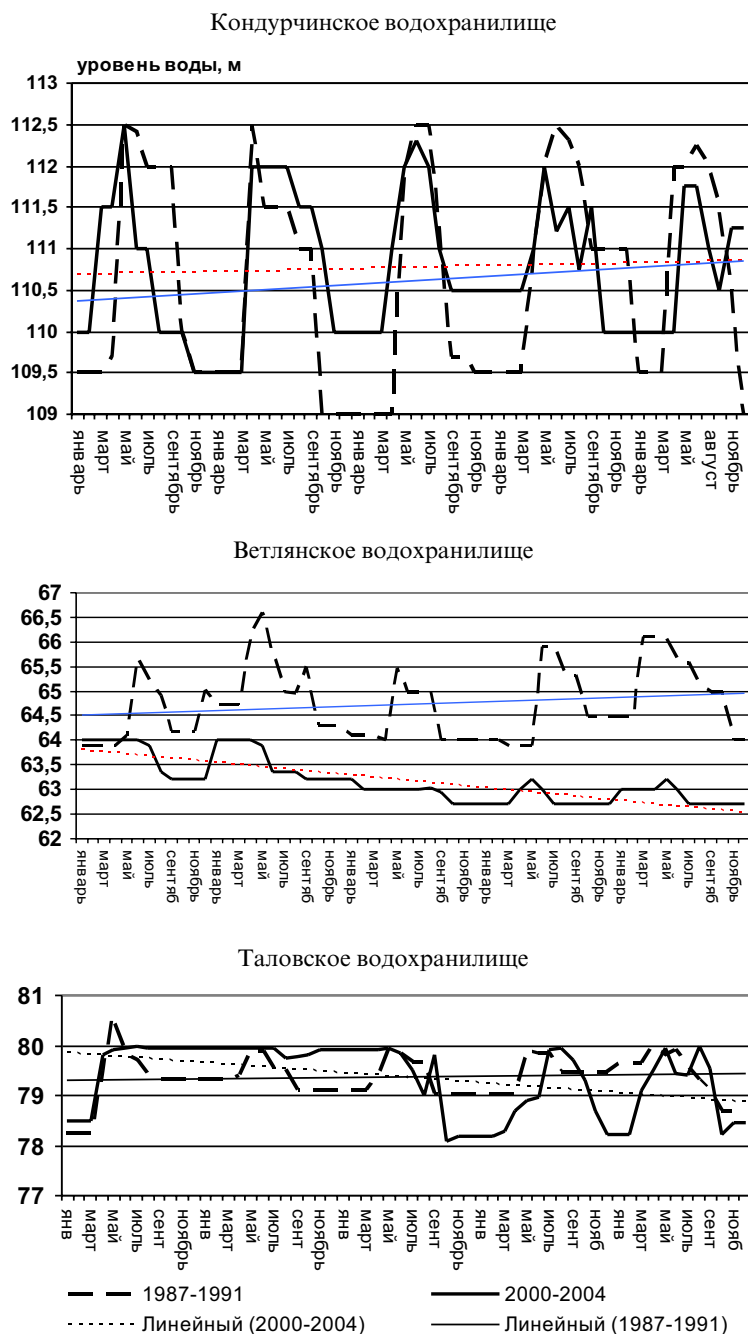 Кондурчинское водохранилище
уровень воды, м
113
112,5
112
111,5
111
110,5
110
109,5
109
январь
март
май
июль
сентябрь
ноябрь
январь
март
май
июль
сентябрь
ноябрь
январь
март
май
июль
сентябрь
ноябрь
январь
март
май
июль
сентябрь
ноябрь
январь
март
май
август
ноябрь
Ветлянское водохранилище
67
66,5
66
65,5
65
64,5
64
63,5
63
62,5
62
январь
март
май
июль
сентяб
ноябрь
январь
март
май
июль
сентяб
ноябрь
январь
март
май
июль
сентяб
ноябрь
январь
март
май
июль
сентяб
ноябрь
январь
март
май
июль
сентяб
ноябрь
Таловское водохранилище
81
80
79
78
77
янв
март
май
июль
сент
ноябрь
янв
март
май
июль
сент
ноябрь
янв
март
май
июль
сент
ноябрь
янв
март
май
июль
сент
нояб
янв
март
май
июль
сент
нояб
1987-1991
2000-2004
Линейный (2000-2004)
Линейный (1987-1991)